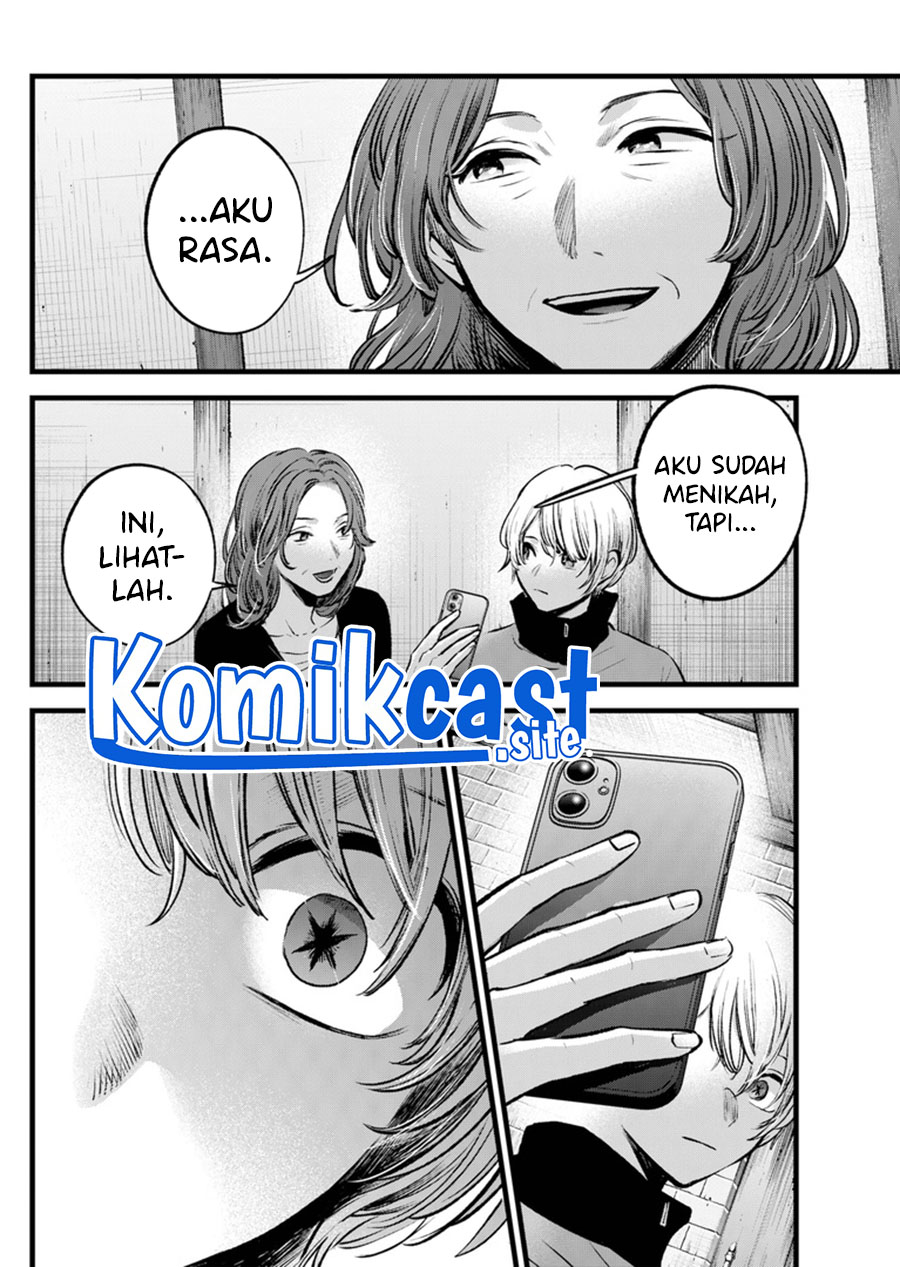 ...AKU
RASA.
AKU SUDAH
MENIKAH,
TAPI...
INI,
LIHAT-
LAH.
Komikcast
.site